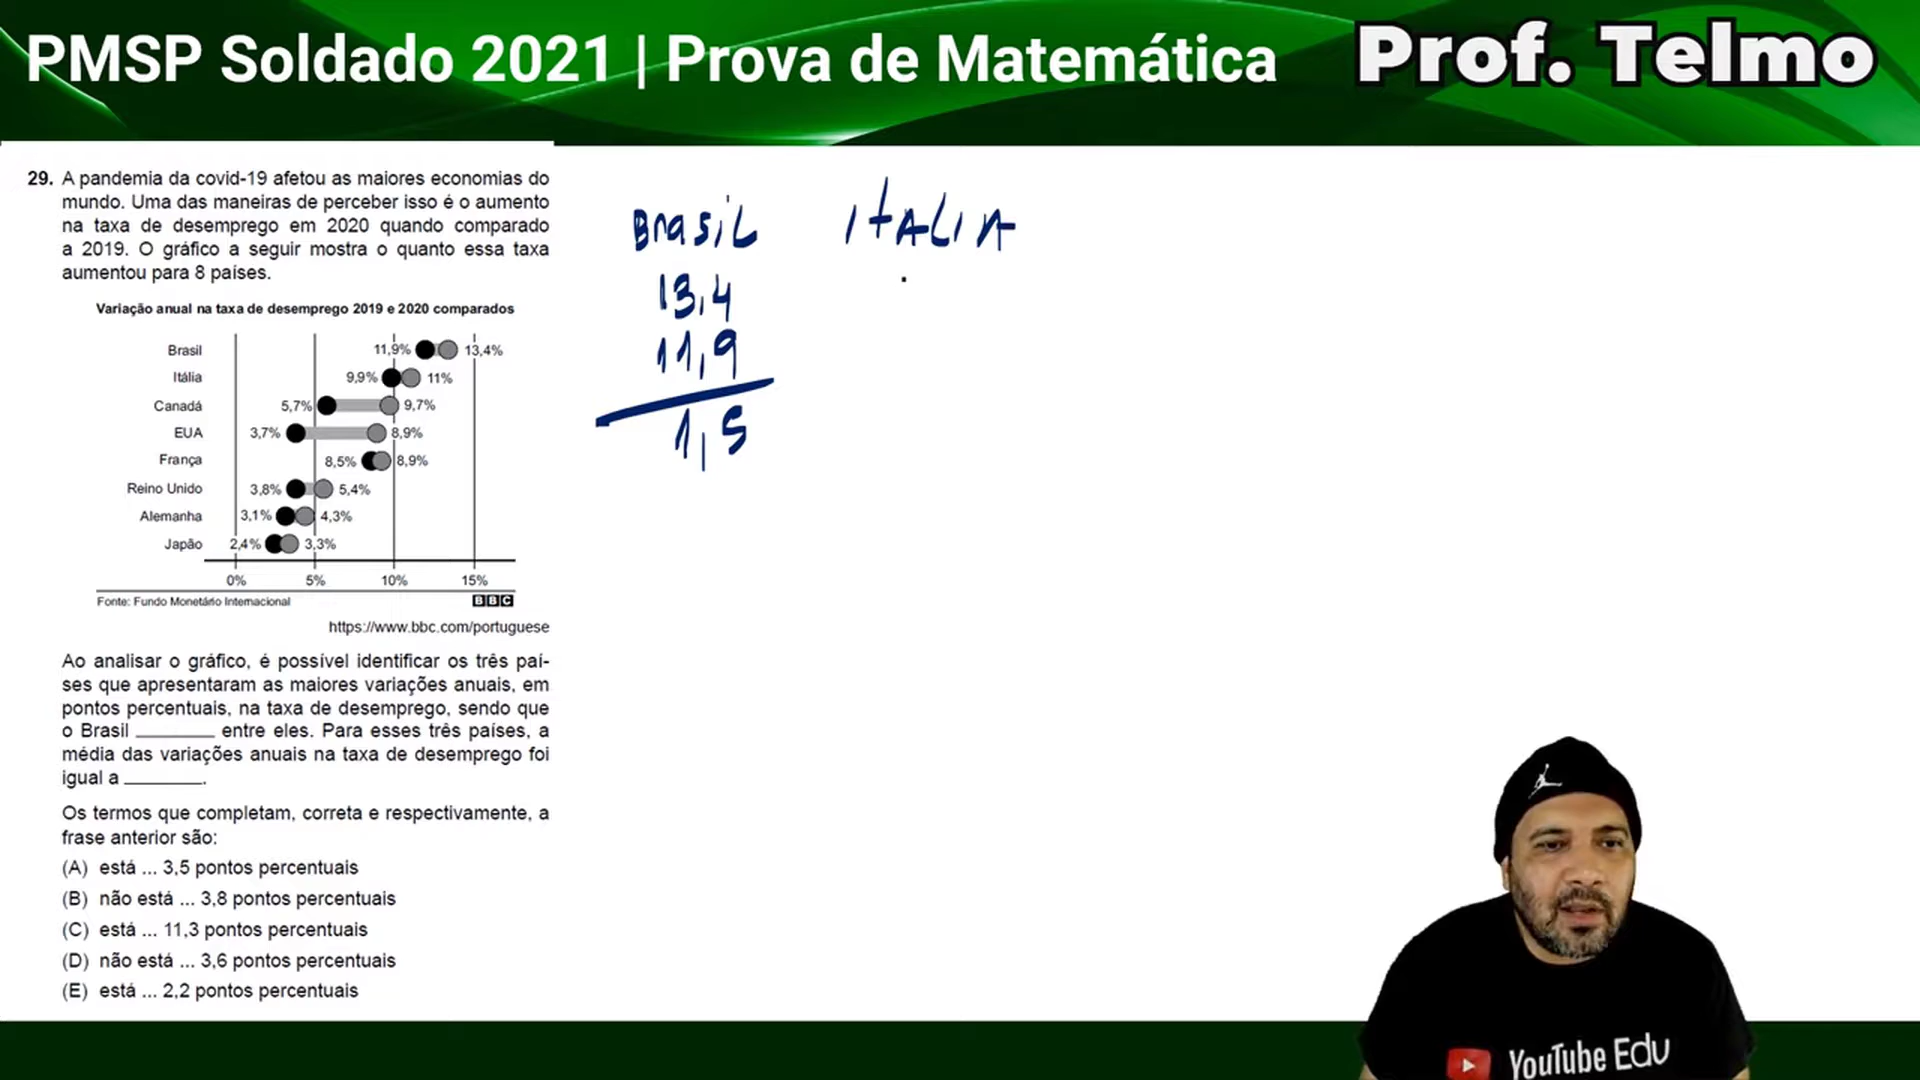 PMSP Soldado 2021 | Prova de Matemática
Prof. Telmo
29. A pandemia da covid-19 afetou as maiores economias do
mundo. Uma das maneiras de perceber isso é o aumento
na taxa de desemprego em 2020 quando comparado
a 2019. O gráfico a seguir mostra o quanto essa taxa
aumentou para 8 países.
Variação anual na taxa de desemprego 2019 e 2020 comparados
Brasil 11,9% 13,4%
Itália 9,9% 11%
Canadá 5,7% 9,7%
EUA 3,7% 8,9%
França 8,5% 8,9%
Reino Unido 3,8% 5,4%
Alemanha 3,1% 4,3%
Japão 2,4% 3,3%
0% 5% 10% 15%
Fonte: Fundo Monetário Internacional BBC
https://www.bbc.com/portuguese
Ao analisar o gráfico, é possível identificar os três paí-
ses que apresentaram as maiores variações anuais, em
pontos percentuais, na taxa de desemprego, sendo que
o Brasil ________ entre eles. Para esses três países, a
média das variações anuais na taxa de desemprego foi
igual a ________.
Os termos que completam, correta e respectivamente, a
frase anterior são:
(A) está ... 3,5 pontos percentuais
(B) não está ... 3,8 pontos percentuais
(C) está ... 11,3 pontos percentuais
(D) não está ... 3,6 pontos percentuais
(E) está ... 2,2 pontos percentuais
Brasil
13,4
11,9
1,5
ITALIA
YouTube Edu